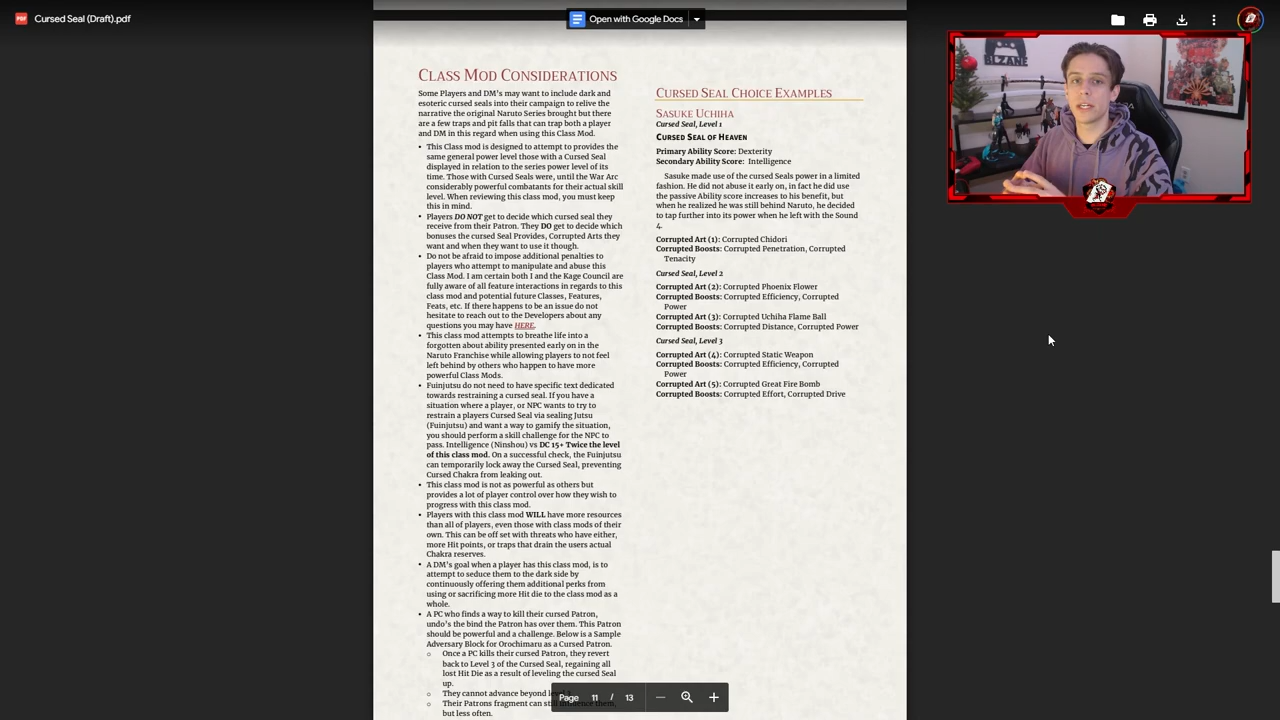 Cursed Seal (Draft).pdf
Open with Google Docs
CLASS MOD CONSIDERATIONS
Some Players and DM's may want to include dark and
esoteric cursed seals into their campaign to relive the
narrative the original Naruto Series brought but there
are a few traps and pit falls that can trap both a player
and DM in this regard when using this Class Mod.
• This Class mod is designed to attempt to provides the
same general power level those with a Cursed Seal
displayed in relation to the series power level of its
time. Those with Cursed Seals were, until the War Arc
considerably powerful combatants for their actual skill
level. When reviewing this class mod, you must keep
this in mind.
• Players DO NOT get to decide which cursed seal they
receive from their Patron. They DO get to decide which
bonuses the cursed Seal Provides, Corrupted Arts they
want and when they want to use it though.
• Do not be afraid to impose additional penalties to
players who attempt to manipulate and abuse this
Class Mod. I am certain both I and the Kage Council are
fully aware of all feature interactions in regards to this
class mod and potential future Classes, Features,
Feats, etc. If there happens to be an issue do not
hesitate to reach out to the Developers about any
questions you may have HERE.
• This class mod attempts to breathe life into a
forgotten about ability presented early on in the
Naruto Franchise while allowing players to not feel
left behind by others who happen to have more
powerful Class Mods.
• Fuinjutsu do not need to have specific text dedicated
towards restraining a cursed seal. If you have a
situation where a player, or NPC wants to try to
restrain a players Cursed Seal via sealing Jutsu
(Fuinjutsu) and want a way to gamify the situation,
you should perform a skill challenge for the NPC to
pass. Intelligence (Ninshou) vs DC 15+ Twice the level
of this class mod. On a successful check, the Fuinjutsu
can temporarily lock away the Cursed Seal, preventing
Cursed Chakra from leaking out.
• This class mod is not as powerful as others but
provides a lot of player control over how they wish to
progress with this class mod.
• Players with this class mod WILL have more resources
than all of players, even those with class mods of their
own. This can be off set with threats who have either,
more Hit points, or traps that drain the users actual
Chakra reserves.
• A DM's goal when a player has this class mod, is to
attempt to seduce them to the dark side by
continuously offering them additional perks from
using or sacrificing more Hit die to the class mod as a
whole.
• A PC who finds a way to kill their cursed Patron,
undo's the bind the Patron has over them. This Patron
should be powerful and a challenge. Below is a Sample
Adversary Block for Orochimaru as a Cursed Patron.
o Once a PC kills their cursed Patron, they revert
back to Level 3 of the Cursed Seal, regaining all
lost Hit Die as a result of leveling the cursed Seal
up.
o They cannot advance beyond
o Their Patrons fragment can still influence them,
but less often.
CURSED SEAL CHOICE EXAMPLES
SASUKE UCHIHA
Cursed Seal, Level 1
CURSED SEAL OF HEAVEN
Primary Ability Score: Dexterity
Secondary Ability Score: Intelligence
Sasuke made use of the cursed Seals power in a limited
fashion. He did not abuse it early on, in fact he did use
the passive Ability score increases to his benefit, but
when he realized he was still behind Naruto, he decided
to tap further into its power when he left with the Sound
4.
Corrupted Art (1): Corrupted Chidori
Corrupted Boosts: Corrupted Penetration, Corrupted
Tenacity
Cursed Seal, Level 2
Corrupted Art (2): Corrupted Phoenix Flower
Corrupted Boosts: Corrupted Efficiency, Corrupted
Power
Corrupted Art (3): Corrupted Uchiha Flame Ball
Corrupted Boosts: Corrupted Distance, Corrupted Power
Cursed Seal, Level 3
Corrupted Art (4): Corrupted Static Weapon
Corrupted Boosts: Corrupted Efficiency, Corrupted
Power
Corrupted Art (5): Corrupted Great Fire Bomb
Corrupted Boosts: Corrupted Effort, Corrupted Drive
Page 11 / 13